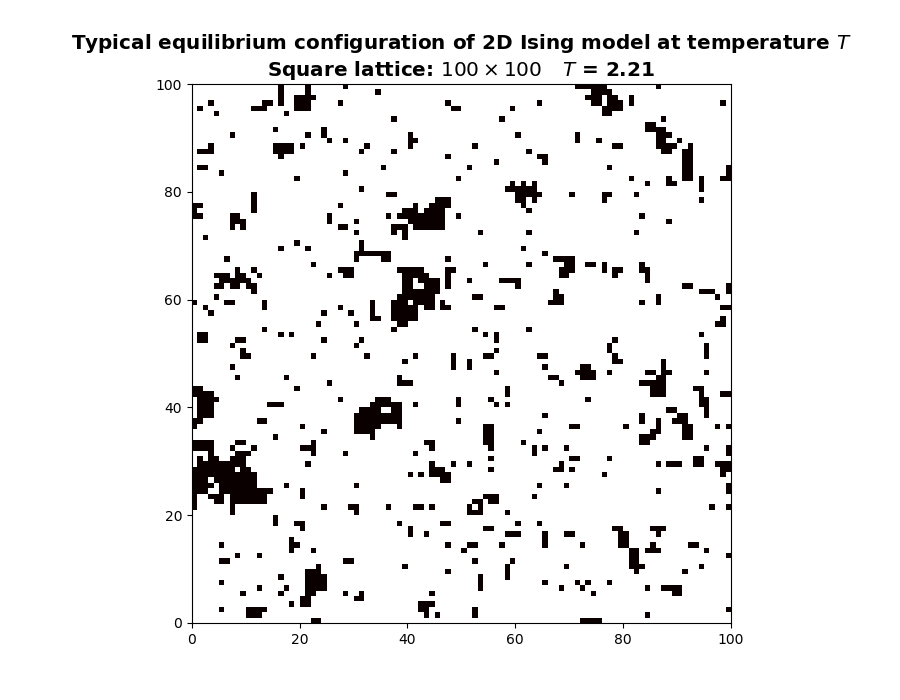 Typical equilibrium configuration of 2D Ising model at temperature T
Square lattice: 100 × 100 T = 2.21
100
80
60
40
20
0
0 20 40 60 80 100